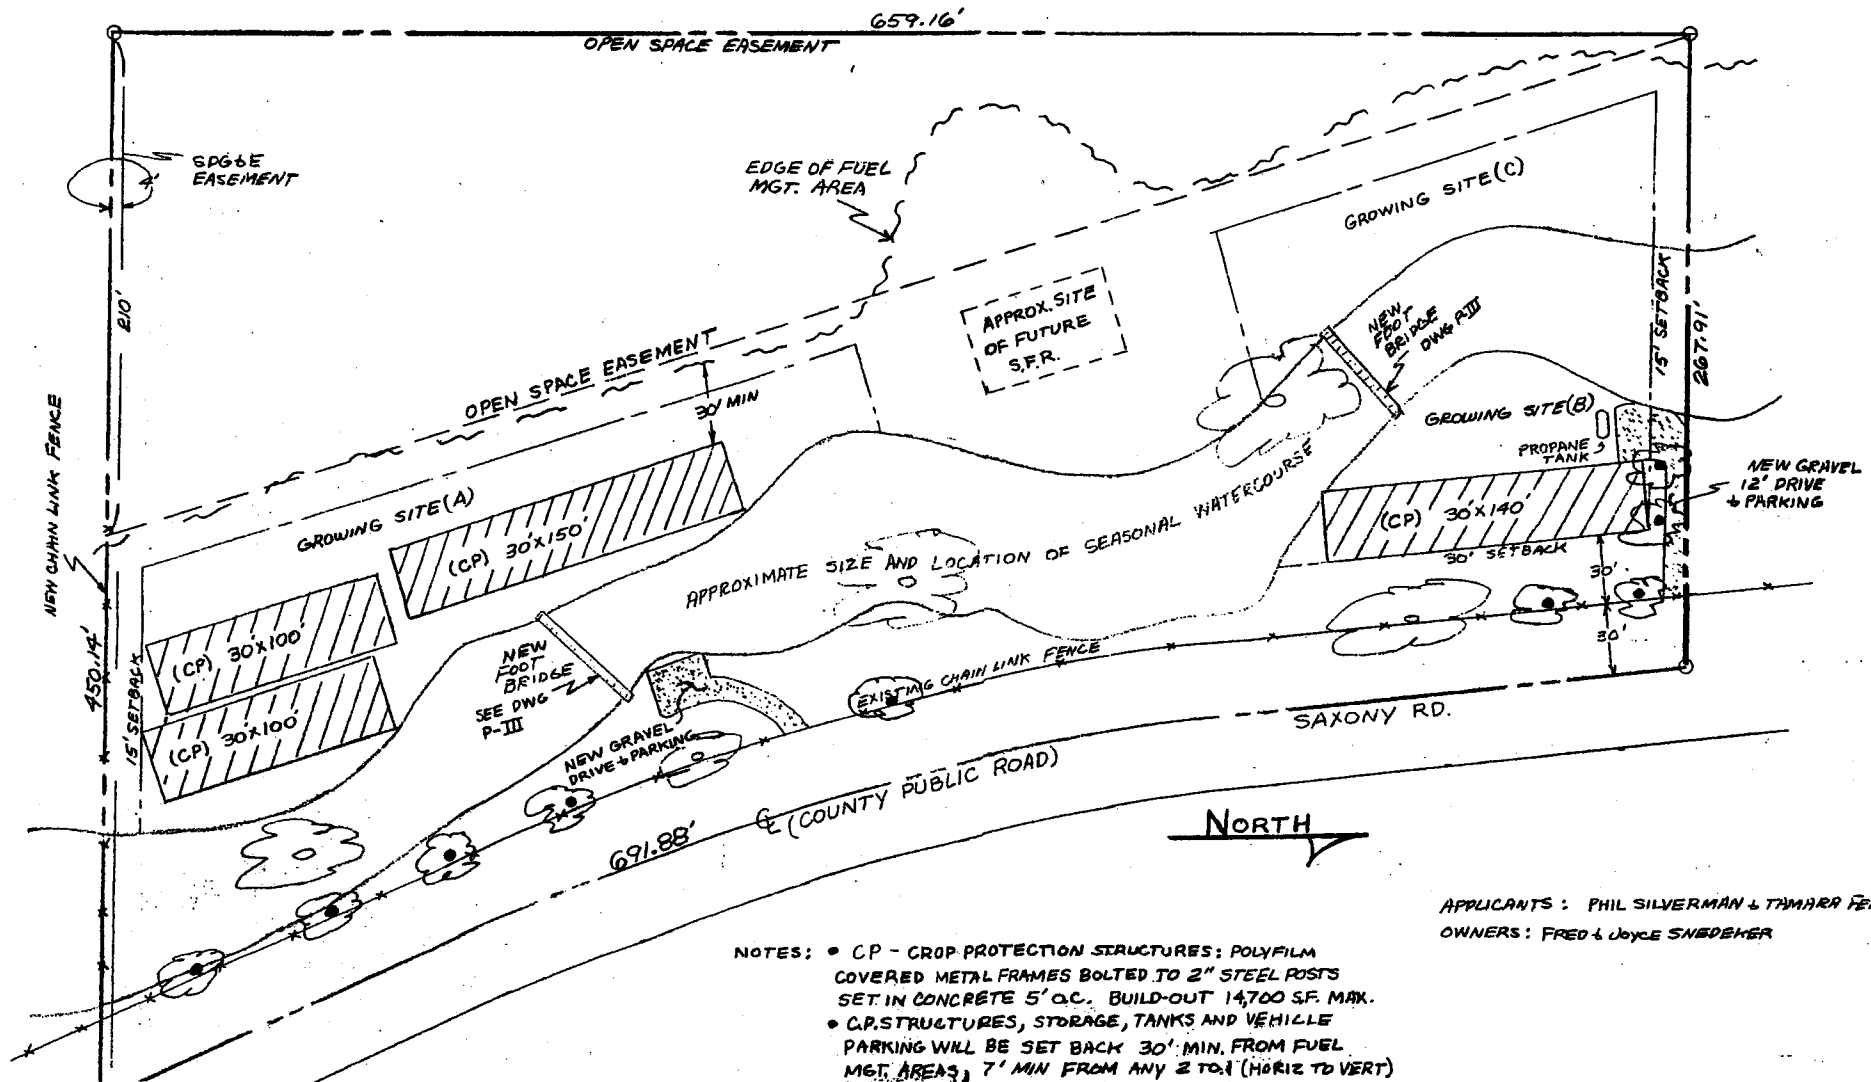 659.16'
OPEN SPACE EASEMENT
SDG&E
EASEMENT
4'
EDGE OF FUEL
MGT. AREA
GROWING SITE (C)
210'
APPROX. SITE
OF FUTURE
S.F.R.
NEW
FOOT
BRIDGE
DWG P-III
15' SETBACK
267.91'
OPEN SPACE EASEMENT
30' MIN
NEW CHAIN LINK FENCE
GROWING SITE (B)
PROPANE
TANK
NEW GRAVEL
12' DRIVE
& PARKING
GROWING SITE (A)
(CP) 30'X150'
(CP) 30'X140'
30' SETBACK
30'
30'
APPROXIMATE SIZE AND LOCATION OF SEASONAL WATERCOURSE
(CP) 30'X100'
(CP) 30'X100'
450.14'
15' SETBACK
NEW
FOOT
BRIDGE
SEE DWG
P-III
EXISTING CHAIN LINK FENCE
NEW GRAVEL
DRIVE & PARKING
SAXONY RD.
(COUNTY PUBLIC ROAD)
691.88'
NORTH
APPLICANTS: PHIL SILVERMAN & TAMARA
OWNERS: FRED & JOYCE SNEDEKER
NOTES: • CP - CROP PROTECTION STRUCTURES; POLYFILM
COVERED METAL FRAMES BOLTED TO 2" STEEL POSTS
SET IN CONCRETE 5' O.C. BUILD-OUT 14,700 S.F. MAX.
• C.P. STRUCTURES, STORAGE, TANKS AND VEHICLE
PARKING WILL BE SET BACK 30' MIN. FROM FUEL
MGT. AREAS, 7' MIN FROM ANY 2 TO 1 (HORIZ TO VERT)